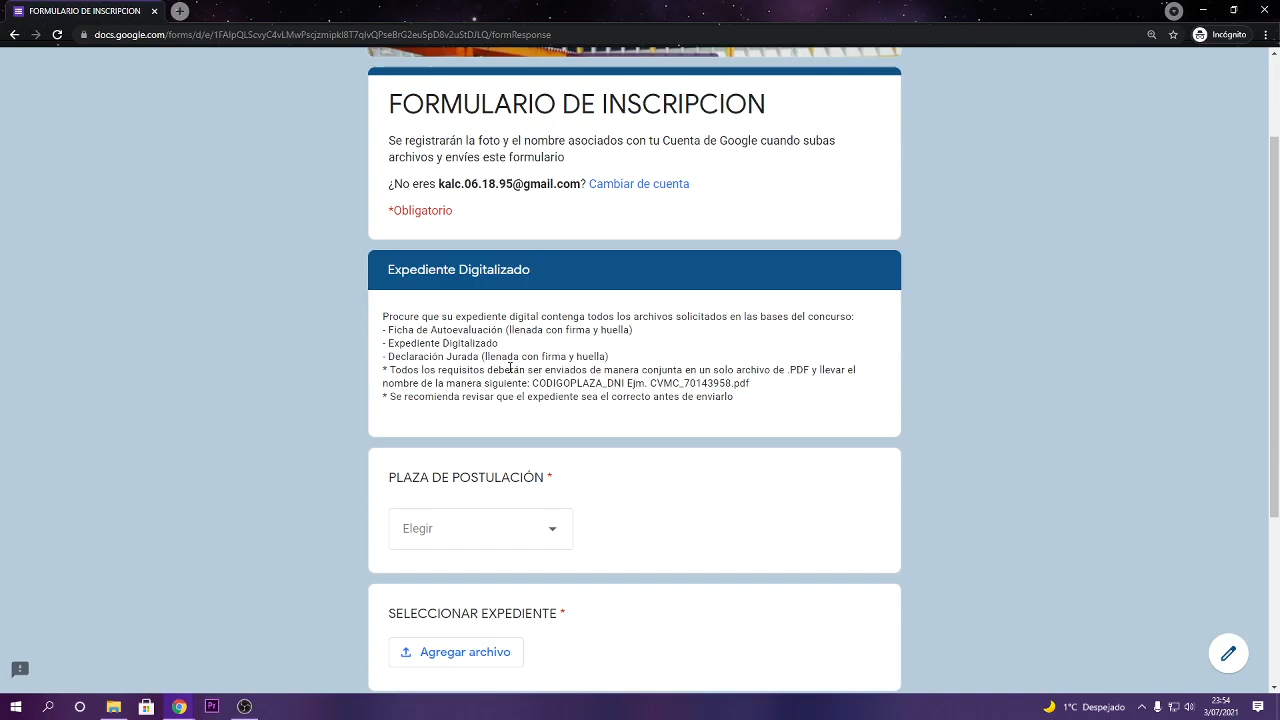 FORMULARIO DE INSCRIPCION
docs.google.com/forms/d/e/1FAIpQLScvyC4vLMwPscjzmipkI8T7qIvQPseBrG2euSpD8v2uStDJLQ/formResponse
Incógnito
FORMULARIO DE INSCRIPCION
Se registrarán la foto y el nombre asociados con tu Cuenta de Google cuando subas
archivos y envíes este formulario
¿No eres kalc.06.18.95@gmail.com? Cambiar de cuenta
*Obligatorio
Expediente Digitalizado
Procure que su expediente digital contenga todos los archivos solicitados en las bases del concurso:
- Ficha de Autoevaluación (llenada con firma y huella)
- Expediente Digitalizado
- Declaración Jurada (llenada con firma y huella)
* Todos los requisitos deberán ser enviados de manera conjunta en un solo archivo de .PDF y llevar el
nombre de la manera siguiente: CODIGOPLAZA_DNI Ejm. CVMC_70143958.pdf
* Se recomienda revisar que el expediente sea el correcto antes de enviarlo
PLAZA DE POSTULACIÓN *
Elegir
SELECCIONAR EXPEDIENTE *
Agregar archivo
Pr
1°C Despejado
23:54
3/07/2021